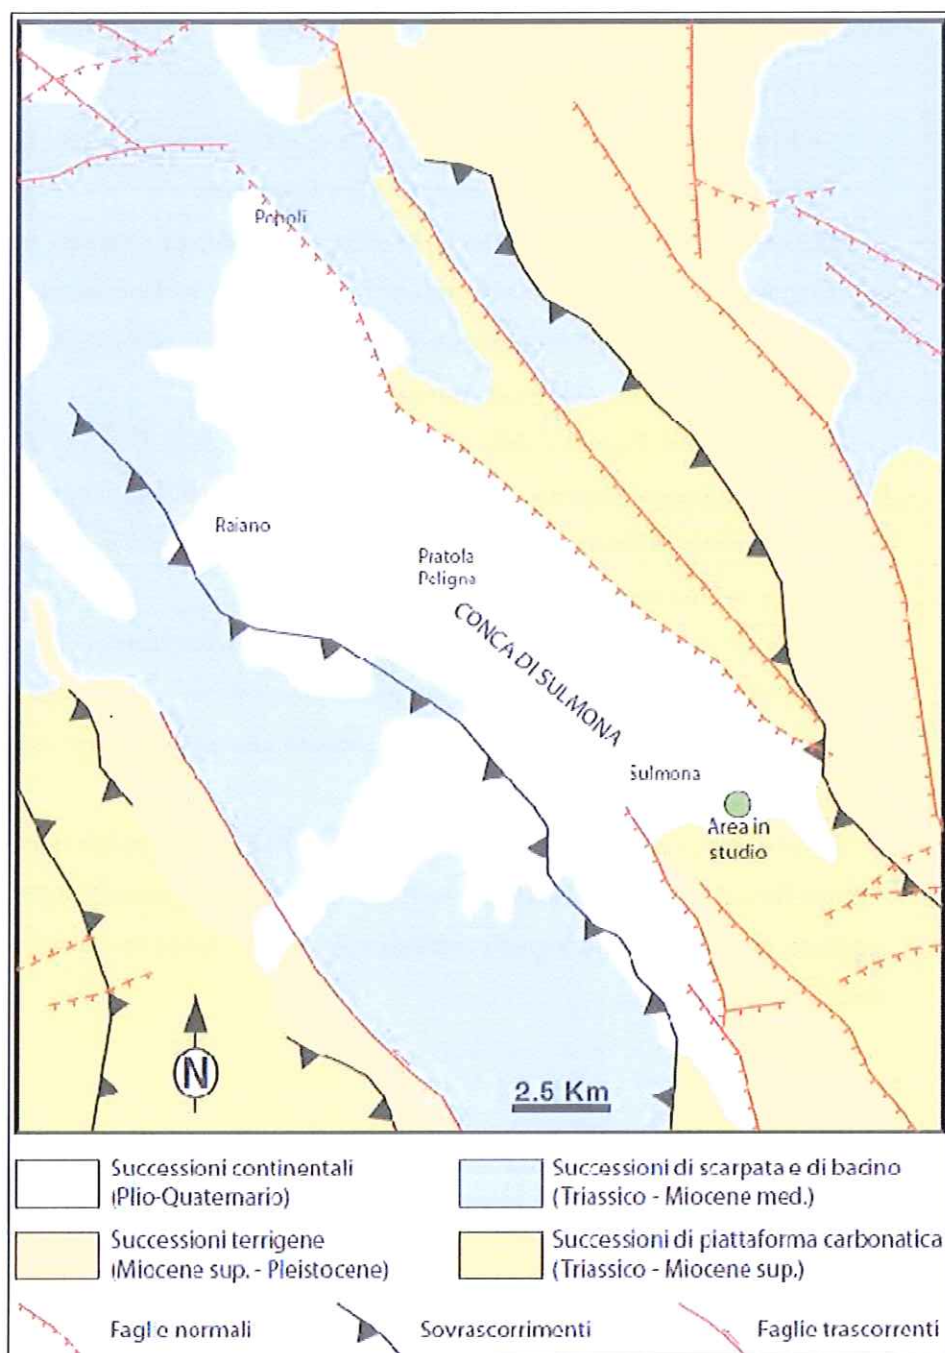 Popoli
Raiano
Pratola
Peligna
CONCA DI SULMONA
Sulmona
Area in
studio
N
2.5 Km
Successioni continentali
(Plio-Quaternario)
Successioni di scarpata e di bacino
(Triassico - Miocene med.)
Successioni terrigene
(Miocene sup. - Pleistocene)
Successioni di piattaforma carbonatica
(Triassico - Miocene sup.)
Faglie normali
Sovrascorrimenti
Faglie trascorrenti